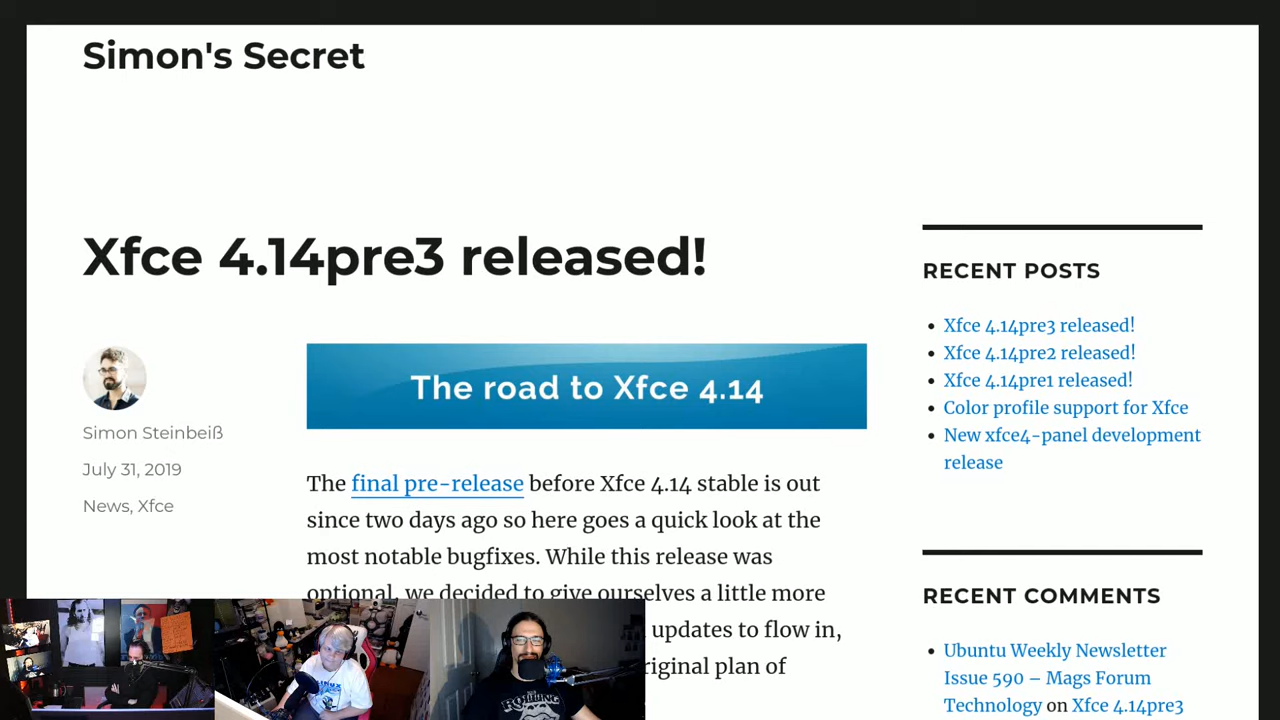 Simon's Secret
Xfce 4.14pre3 released!
Simon Steinbeiß
July 31, 2019
News, Xfce
The road to Xfce 4.14
The final pre-release before Xfce 4.14 stable is out
since two days ago so here goes a quick look at the
most notable bugfixes. While this release was
optional, we decided to give ourselves a little more
updates to flow in,
riginal plan of
RECENT POSTS
Xfce 4.14pre3 released!
Xfce 4.14pre2 released!
Xfce 4.14pre1 released!
Color profile support for Xfce
New xfce4-panel development
release
RECENT COMMENTS
Ubuntu Weekly Newsletter
Issue 590 – Mags Forum
Technology on Xfce 4.14pre3
LINUX
ROLLING